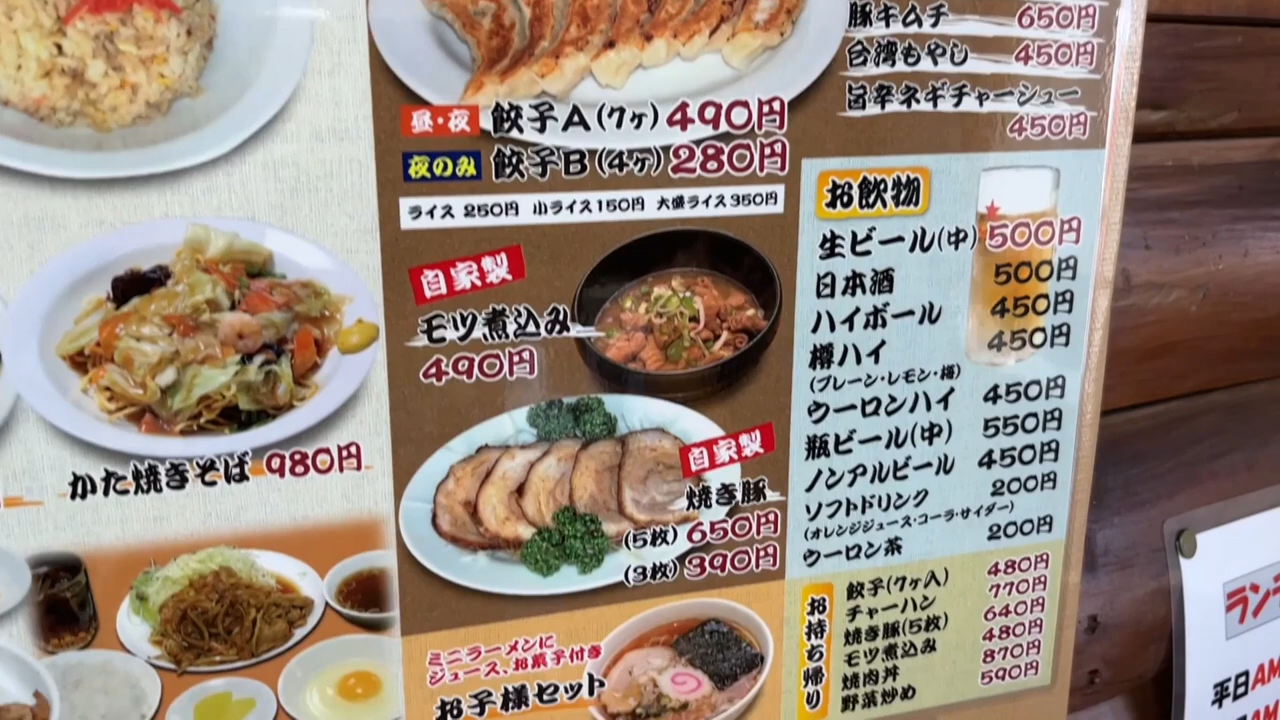 豚キムチ 650円
台湾もやし 450円
旨辛ネギチャーシュー
450円
昼・夜 餃子A(7ヶ) 490円
夜のみ 餃子B(4ヶ) 280円
ライス 250円 小ライス150円 大盛ライス350円
自家製
モツ煮込み
490円
かた焼きそば 980円
自家製
焼き豚
(5枚) 650円
(3枚) 390円
ミニラーメンに
ジュース、お菓子付き
お子様セット
お飲物
生ビール(中) 500円
日本酒 500円
ハイボール 450円
樽ハイ 450円
(プレーン・レモン・梅)
ウーロンハイ 450円
瓶ビール(中) 550円
ノンアルビール 450円
ソフトドリンク 200円
(オレンジジュース・コーラ・サイダー)
ウーロン茶 200円
お持ち帰り
餃子(7ヶ入) 480円
チャーハン 770円
焼き豚(5枚) 640円
モツ煮込み 480円
焼肉丼 870円
野菜炒め 590円
ラン
平日AM
AM